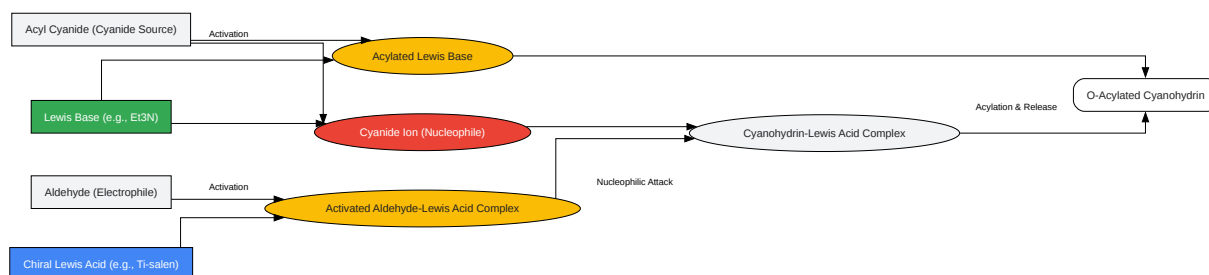 Acyl Cyanide (Cyanide Source)
Activation
Acylated Lewis Base
O-Acylated Cyanohydrin
Acylation & Release
Lewis Base (e.g., Et3N)
Cyanide Ion (Nucleophile)
Cyanohydrin-Lewis Acid Complex
Nucleophilic Attack
Aldehyde (Electrophile)
Activation
Activated Aldehyde-Lewis Acid Complex
Chiral Lewis Acid (e.g., Ti-salen)